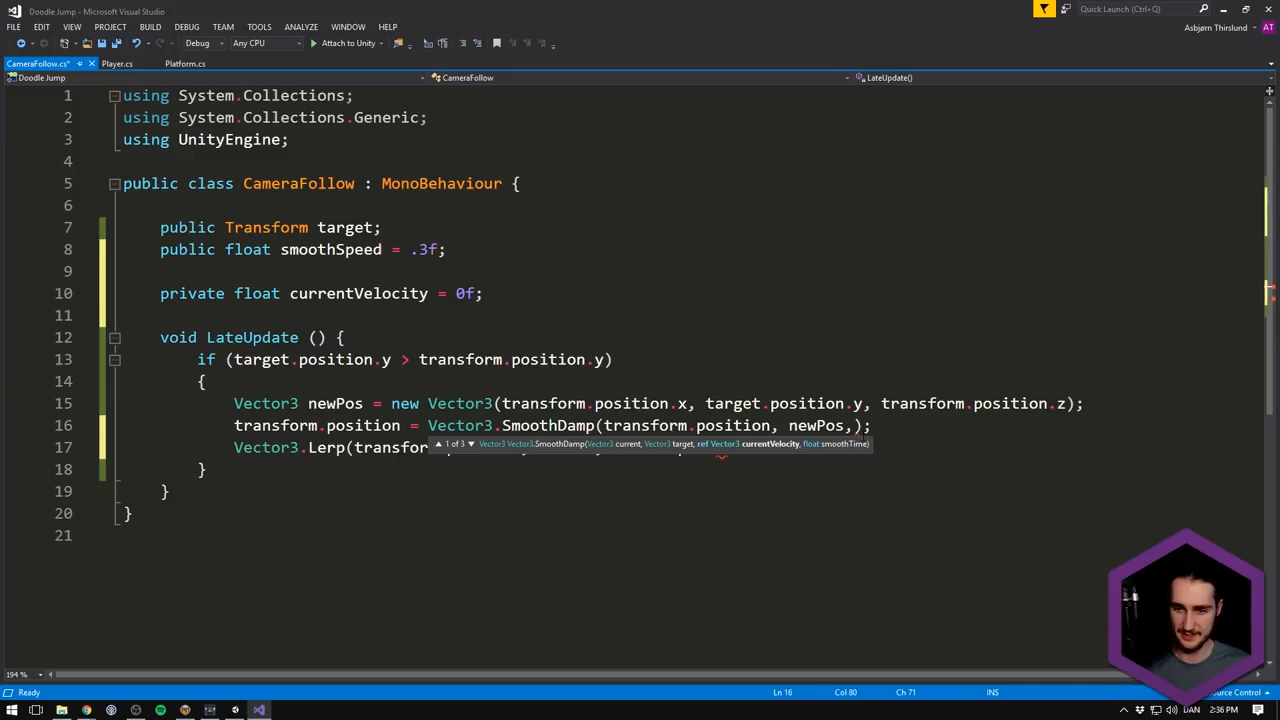 Doodle Jump - Microsoft Visual Studio
Quick Launch (Ctrl+Q)
FILE EDIT VIEW PROJECT BUILD DEBUG TEAM TOOLS ANALYZE WINDOW HELP
Asbjørn Thirslund AT
Debug Any CPU Attach to Unity
CameraFollow.cs* Player.cs Platform.cs
Doodle Jump CameraFollow LateUpdate()
1 using System.Collections;
2 using System.Collections.Generic;
3 using UnityEngine;
4
5 public class CameraFollow : MonoBehaviour {
6
7 public Transform target;
8 public float smoothSpeed = .3f;
9
10 private float currentVelocity = 0f;
11
12 void LateUpdate () {
13 if (target.position.y > transform.position.y)
14 {
15 Vector3 newPos = new Vector3(transform.position.x, target.position.y, transform.position.z);
16 transform.position = Vector3.SmoothDamp(transform.position, newPos,);
1 of 3 Vector3 Vector3.SmoothDamp(Vector3 current, Vector3 target, ref Vector3 currentVelocity, float smoothTime)
17 Vector3.Lerp(transfor
18 }
19 }
20 }
21
194 %
Ready Ln 16 Col 80 Ch 71 INS Source Control
DAN 2:36 PM